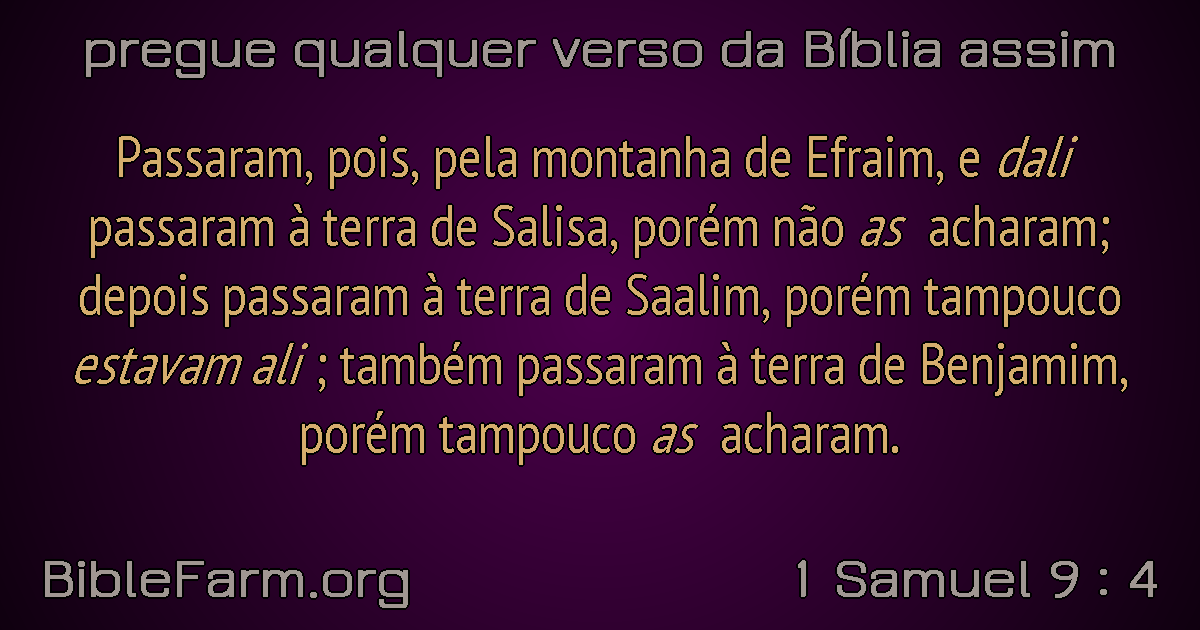 pregue qualquer verso da Bíblia assim
Passaram, pois, pela montanha de Efraim, e dali
passaram à terra de Salisa, porém não as acharam;
depois passaram à terra de Saalim, porém tampouco
estavam ali ; também passaram à terra de Benjamim,
porém tampouco as acharam.
BibleFarm.org
1 Samuel 9 : 4